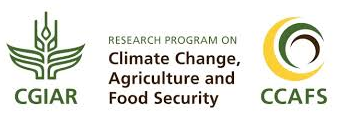 RESEARCH PROGRAM ON
Climate Change,
Agriculture and
Food Security
CGIAR
CCAFS